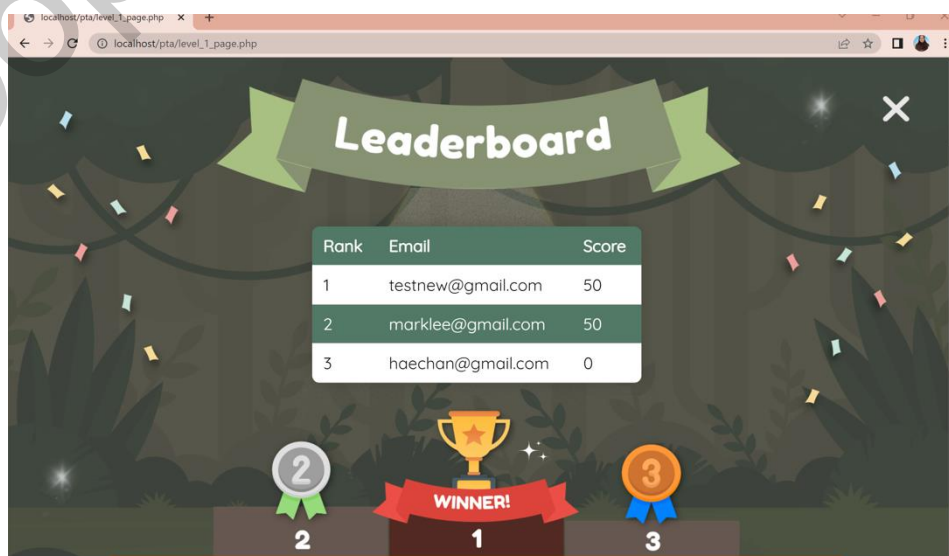 localhost/pta/level_1_page.php
localhost/pta/level_1_page.php
Leaderboard
Rank Email Score
1 testnew@gmail.com 50
2 marklee@gmail.com 50
3 haechan@gmail.com 0
2
3
WINNER!
2
1
3